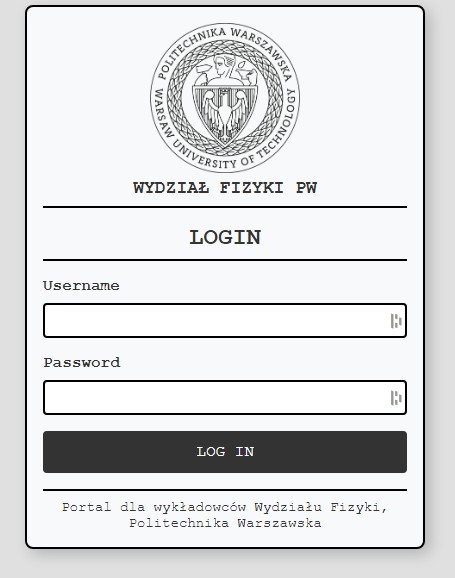 POLITECHNIKA WARSZAWSKA
WARSAW UNIVERSITY OF TECHNOLOGY
WYDZIAŁ FIZYKI PW
LOGIN
Username
Password
LOG IN
Portal dla wykładowców Wydziału Fizyki,
Politechnika Warszawska